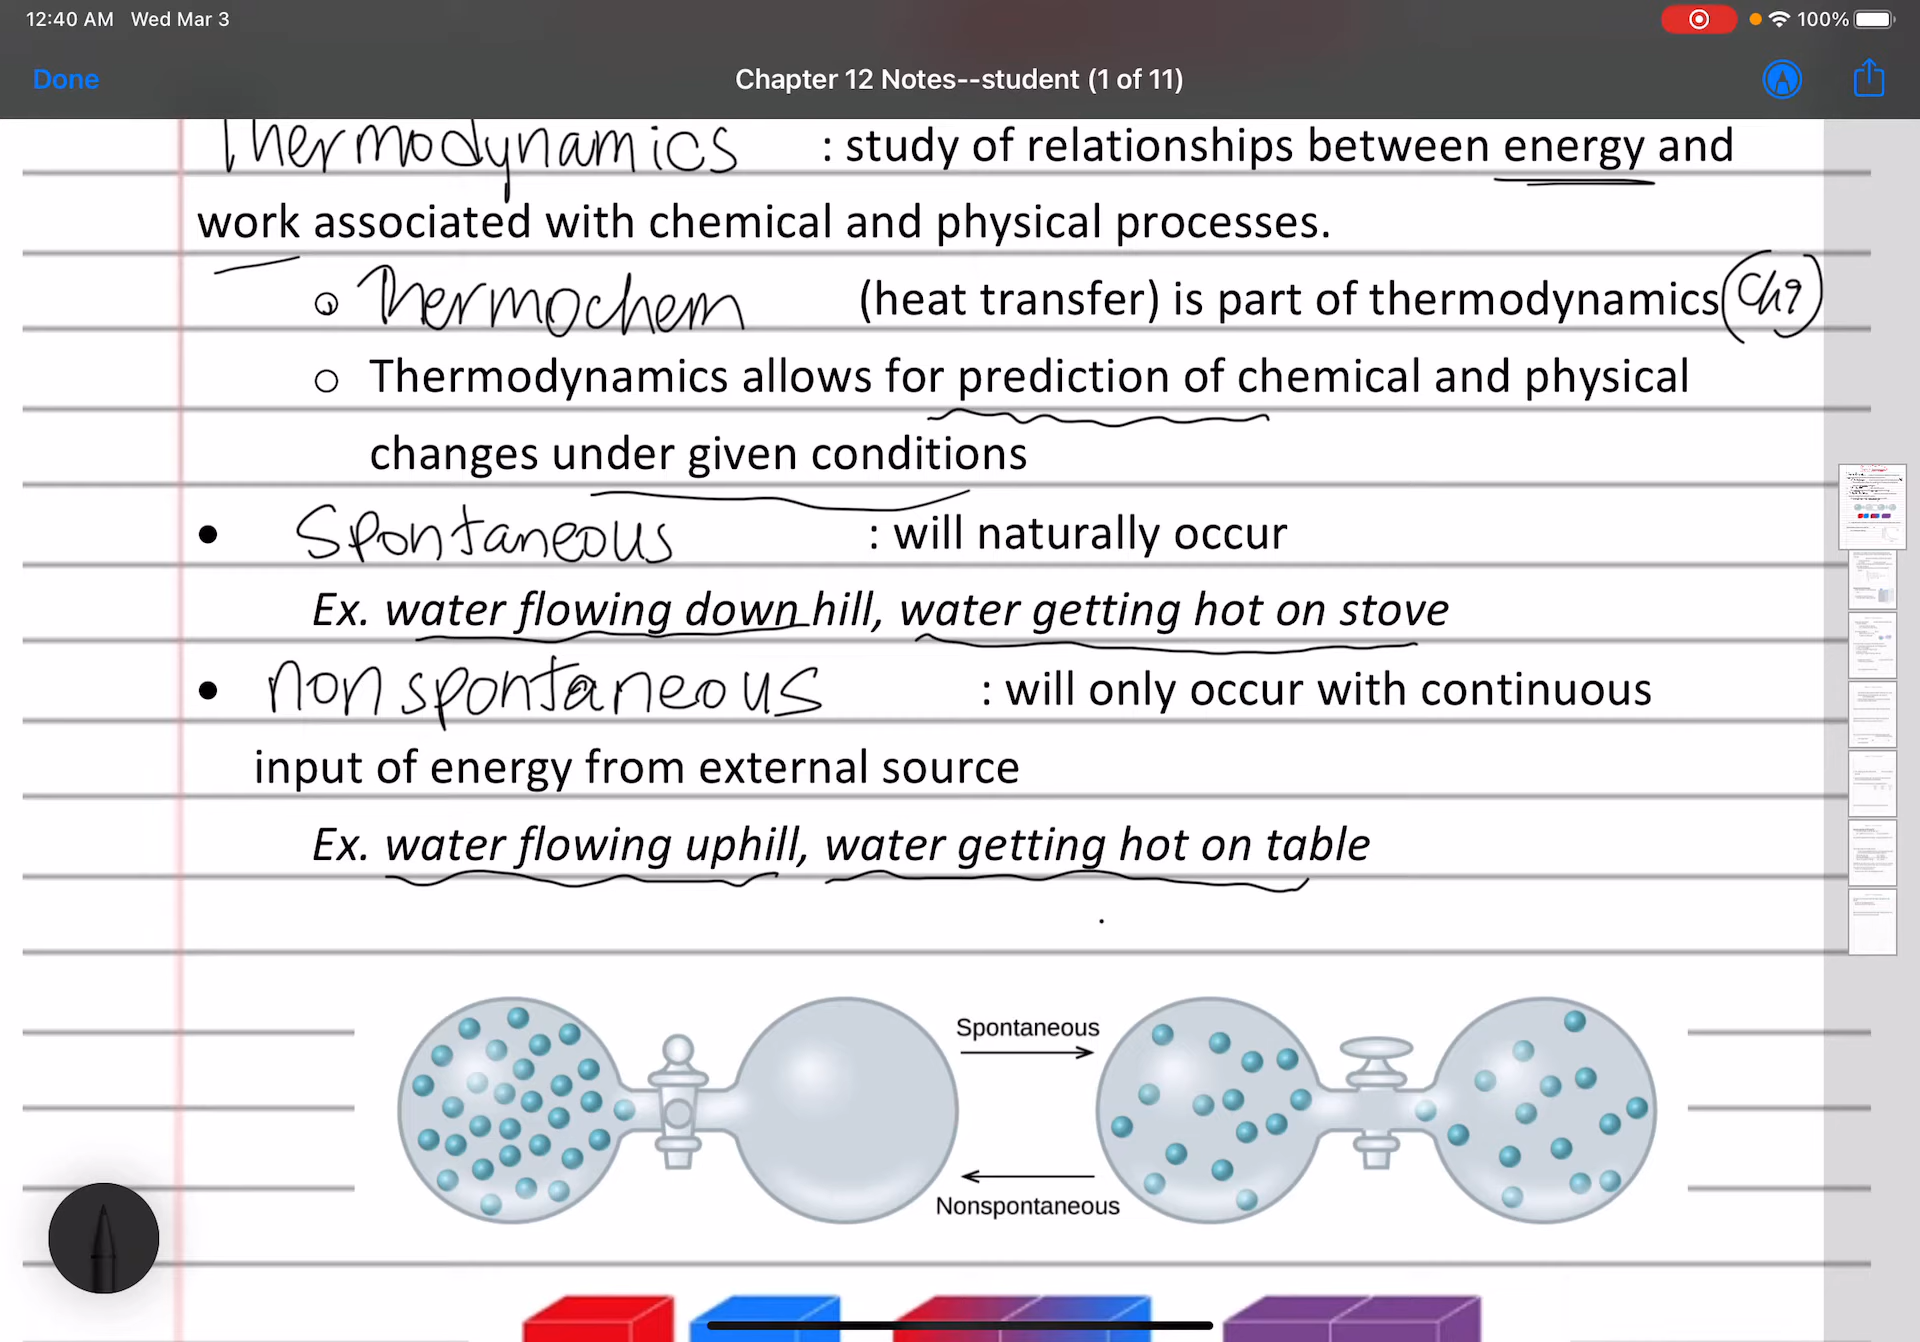 12:40 AM Wed Mar 3
100%
Done
Chapter 12 Notes--student (1 of 11)
Thermodynamics : study of relationships between energy and
work associated with chemical and physical processes.
Thermochem (heat transfer) is part of thermodynamics (Ch9)
Thermodynamics allows for prediction of chemical and physical
changes under given conditions
Spontaneous : will naturally occur
Ex. water flowing down hill, water getting hot on stove
nonspontaneous : will only occur with continuous
input of energy from external source
Ex. water flowing uphill, water getting hot on table
Spontaneous
Nonspontaneous